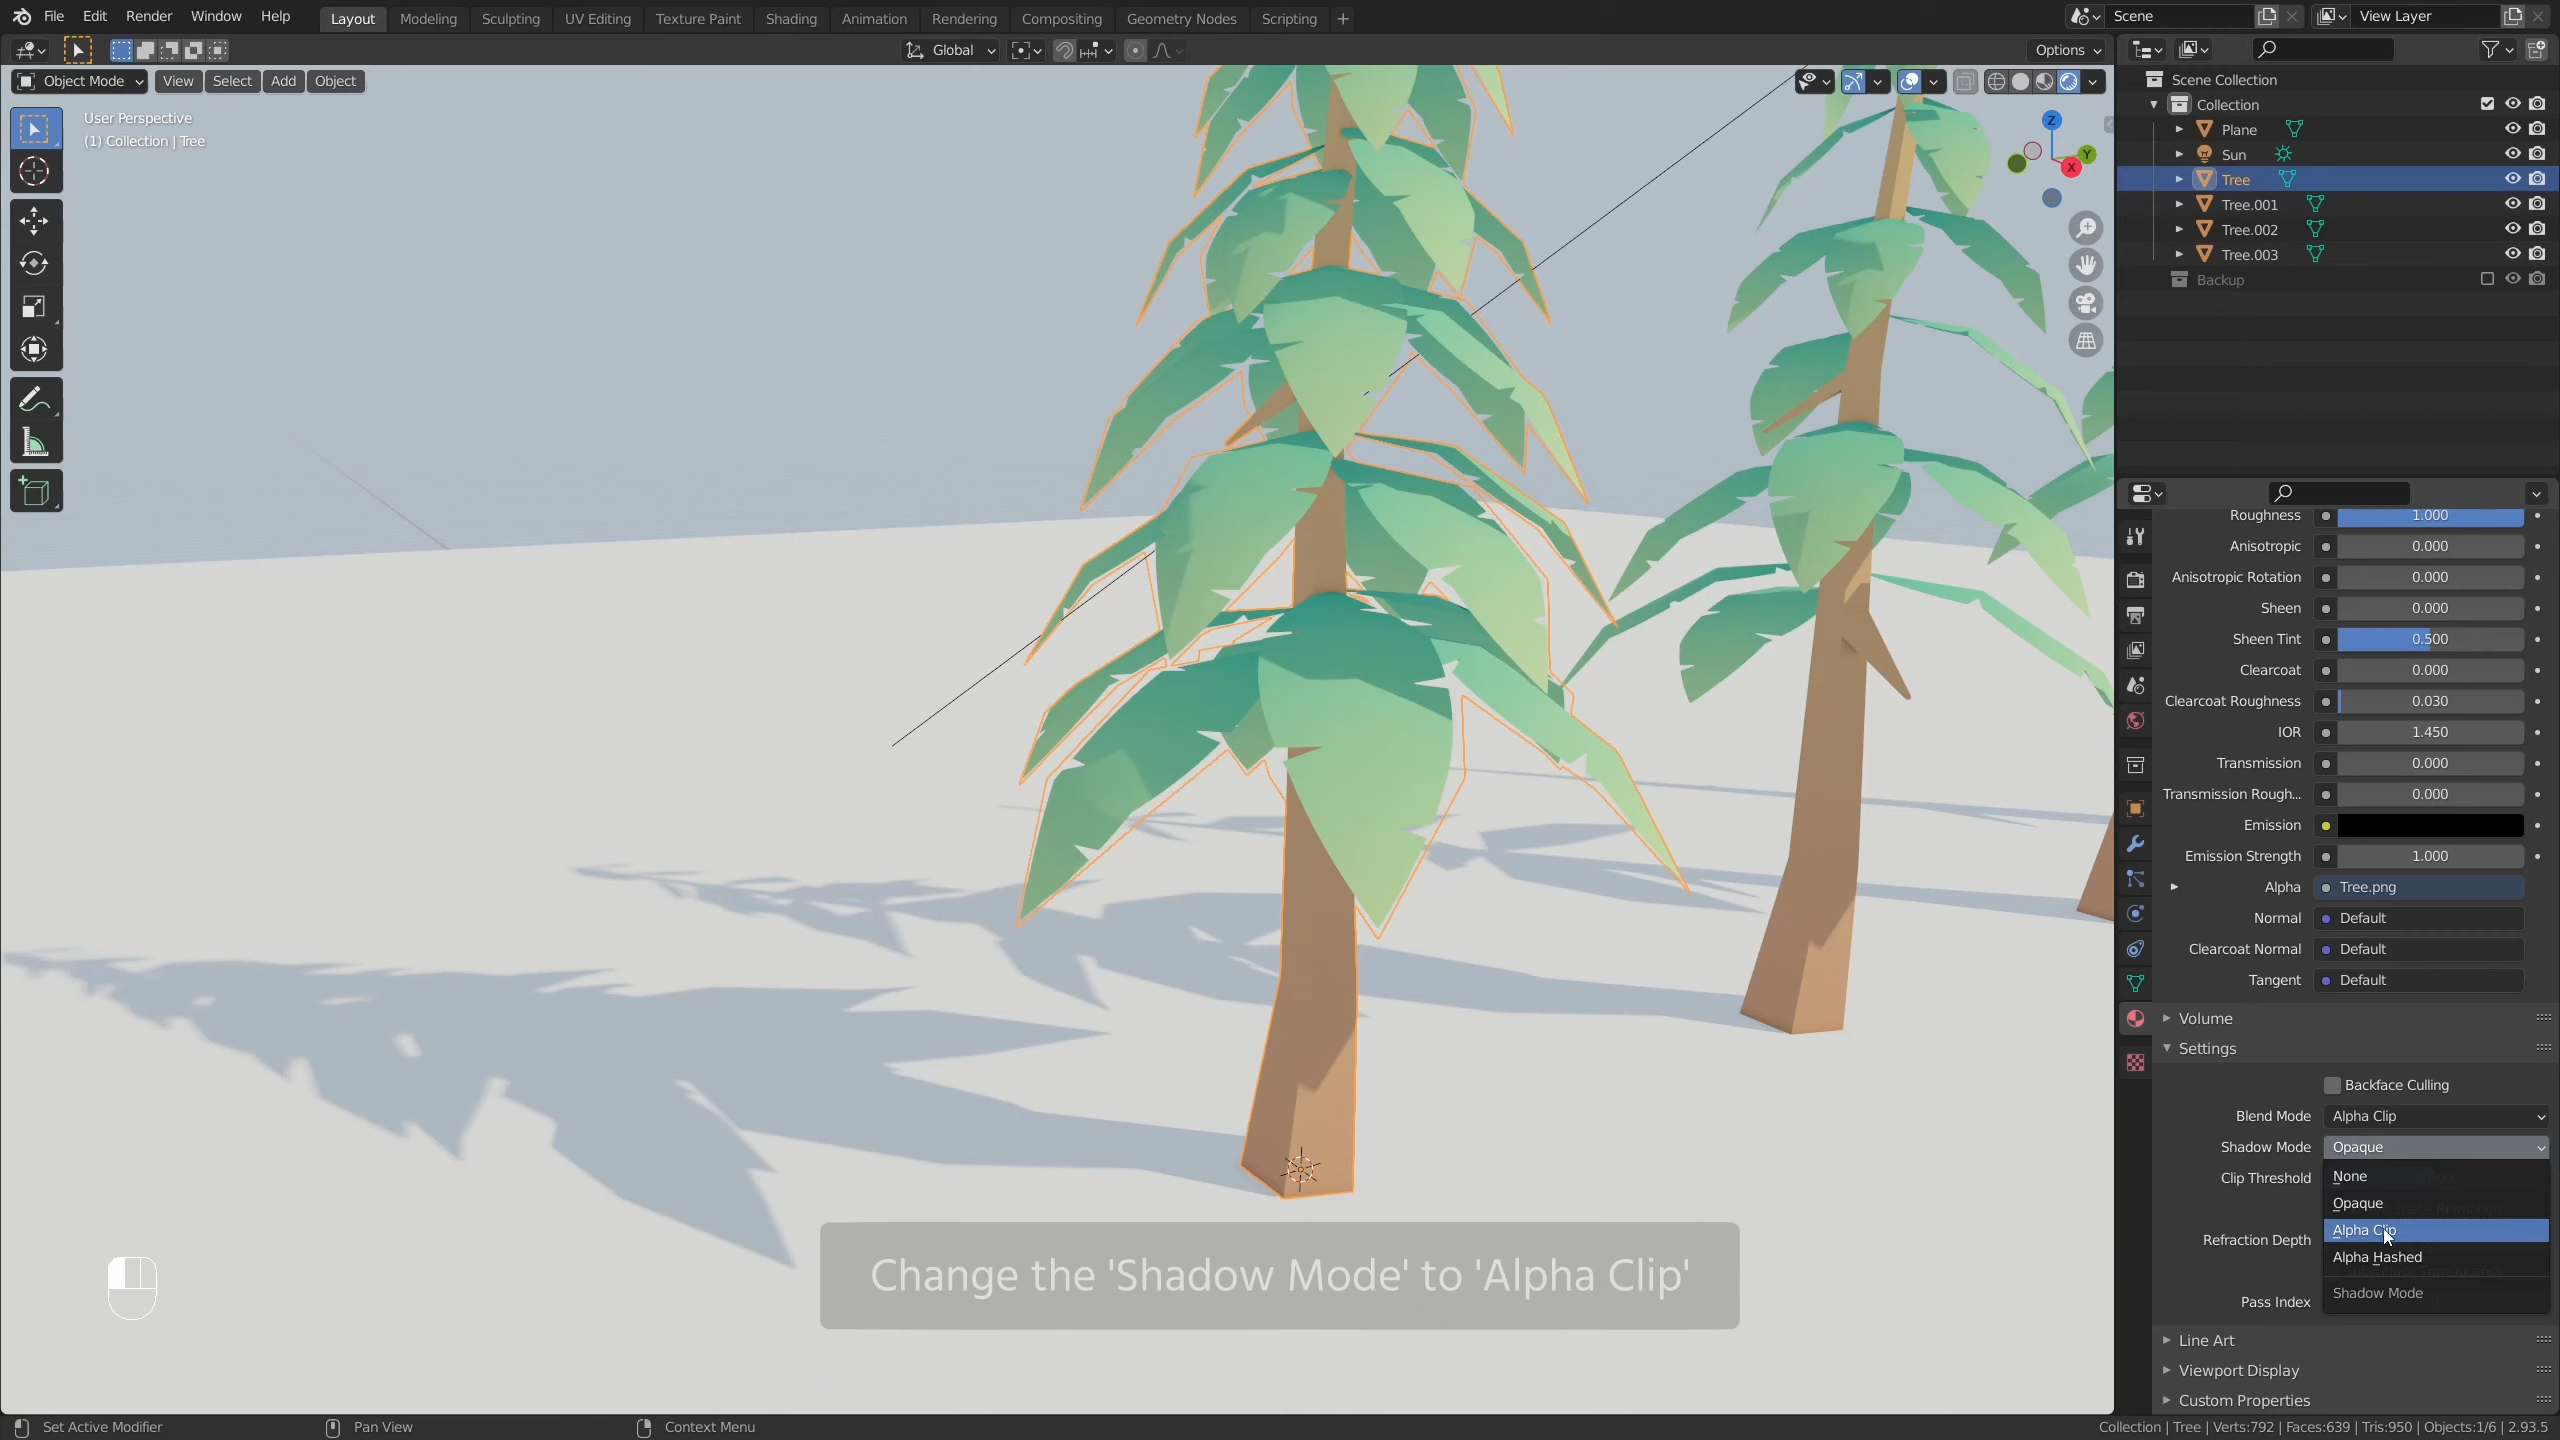 File Edit Render Window Help Layout Modeling Sculpting UV Editing Texture Paint Shading Animation Rendering Compositing Geometry Nodes Scripting Scene View Layer
Global Options
Object Mode View Select Add Object
User Perspective
(1) Collection | Tree
Z
Y
X
Scene Collection
Collection
Plane
Sun
Tree
Tree.001
Tree.002
Tree.003
Backup
Roughness 1.000
Anisotropic 0.000
Anisotropic Rotation 0.000
Sheen 0.000
Sheen Tint 0.500
Clearcoat 0.000
Clearcoat Roughness 0.030
IOR 1.450
Transmission 0.000
Transmission Rough... 0.000
Emission
Emission Strength 1.000
Alpha Tree.png
Normal Default
Clearcoat Normal Default
Tangent Default
Volume
Settings
Backface Culling
Blend Mode Alpha Clip
Shadow Mode Opaque
None
Clip Threshold
Opaque
Alpha Clip
Refraction Depth
Alpha Hashed
Shadow Mode
Pass Index
Line Art
Viewport Display
Custom Properties
Change the 'Shadow Mode' to 'Alpha Clip'
Set Active Modifier Pan View Context Menu Collection | Tree | Verts:792 | Faces:639 | Tris:950 | Objects:1/6 | 2.93.5